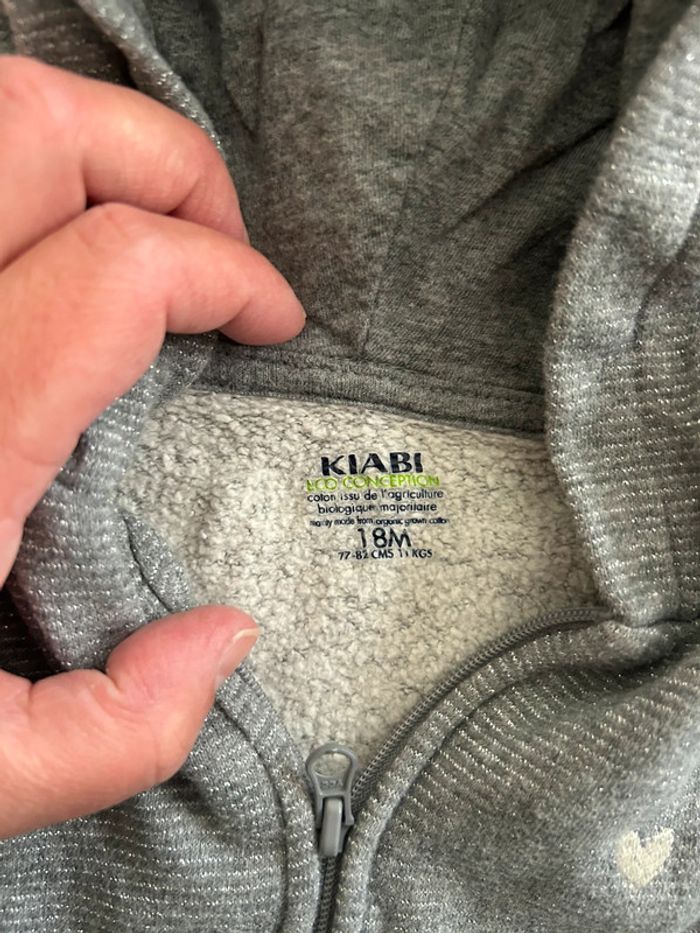 KIABI
ECO CONCEPTION
coton issu de l'agriculture
biologique majoritaire
mainly made from organic grown cotton
18M
77-82 CMS 11 KGS